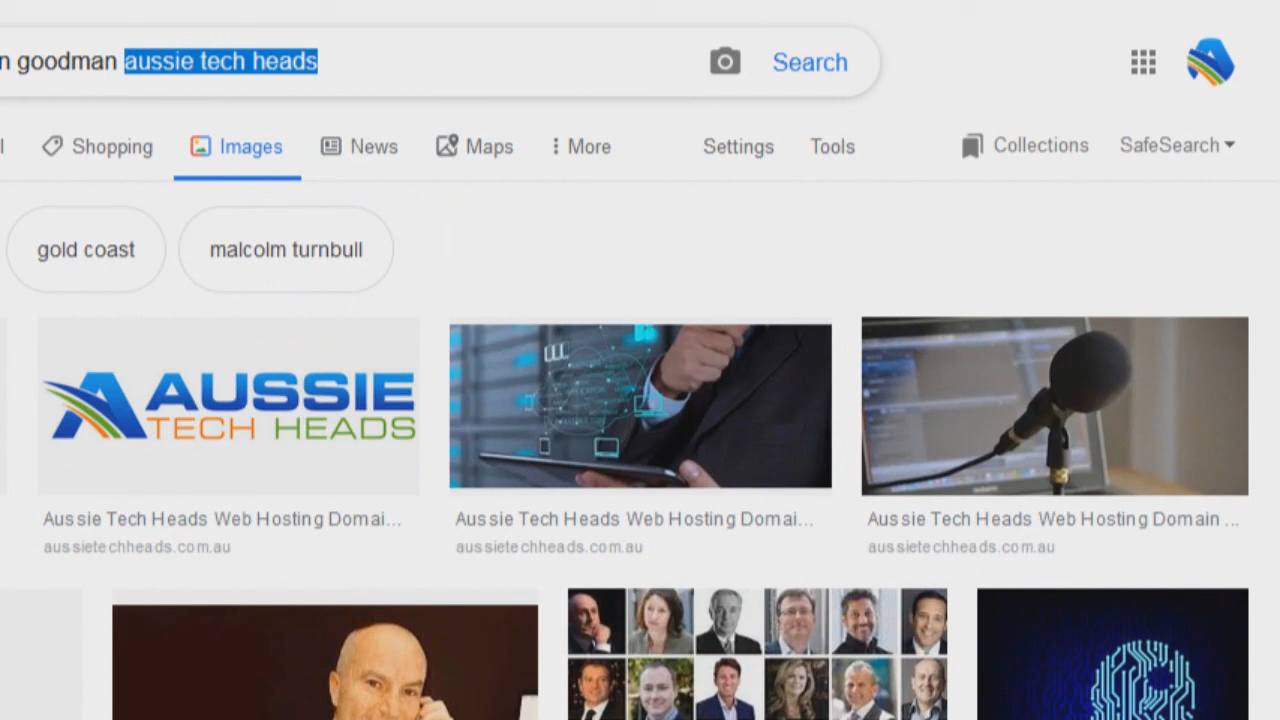 n goodman aussie tech heads
Search
Shopping
Images
News
Maps
More
Settings
Tools
Collections
SafeSearch
gold coast
malcolm turnbull
AUSSIE
TECH HEADS
Aussie Tech Heads Web Hosting Domai...
aussietechheads.com.au
Aussie Tech Heads Web Hosting Domai...
aussietechheads.com.au
Aussie Tech Heads Web Hosting Domain ...
aussietechheads.com.au